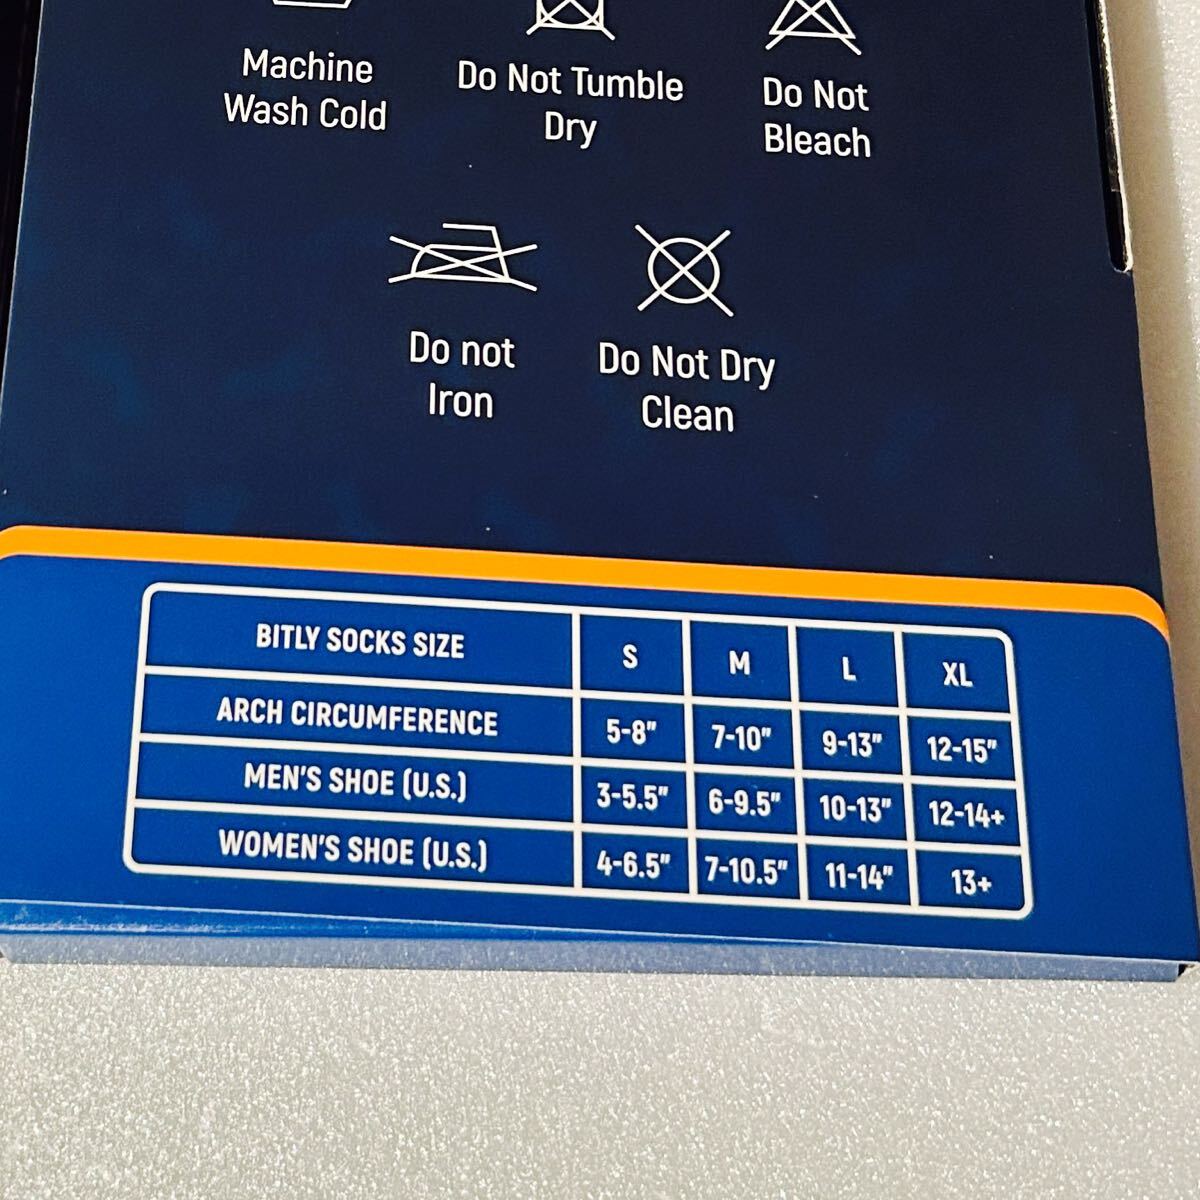 Machine
Wash Cold
Do Not Tumble
Dry
Do Not
Bleach
Do not
Iron
Do Not Dry
Clean
BITLY SOCKS SIZE S M L XL
ARCH CIRCUMFERENCE 5-8" 7-10" 9-13" 12-15"
MEN'S SHOE (U.S.) 3-5.5" 6-9.5" 10-13" 12-14+
WOMEN'S SHOE (U.S.) 4-6.5" 7-10.5" 11-14" 13+